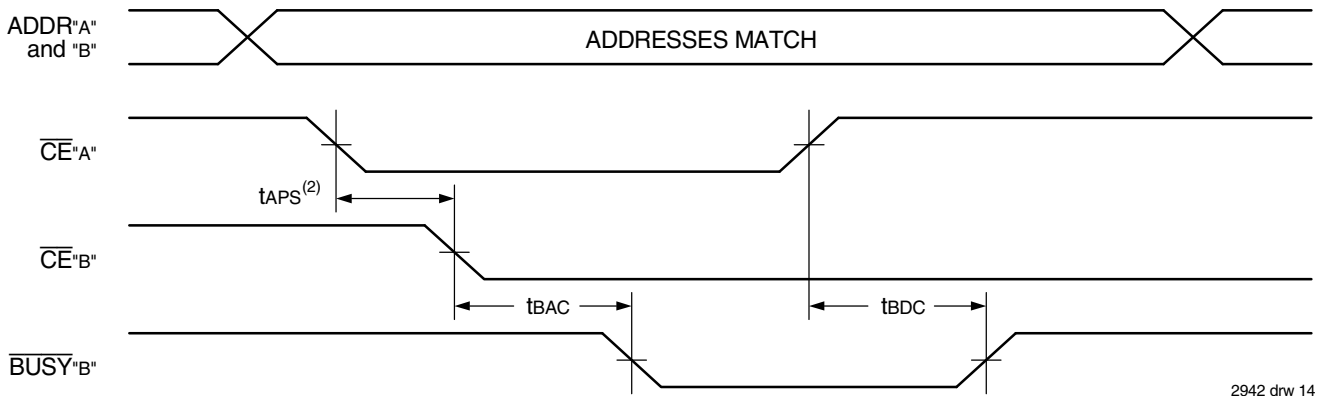 ADDR"A"
and "B"
ADDRESSES MATCH
CE"A"
tAPS(2)
CE"B"
tBAC
tBDC
BUSY"B"
2942 drw 14